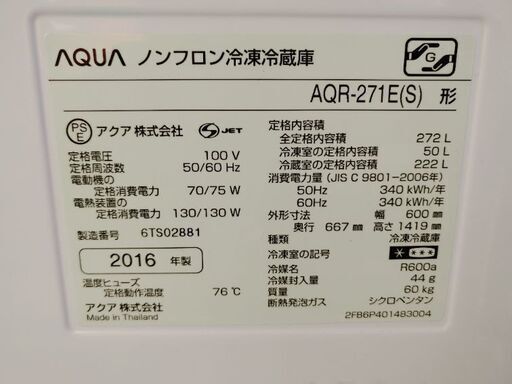 AQUA ノンフロン冷凍冷蔵庫
G
AQR-271E(S) 形
PS
E アクア株式会社 S JET
定格電圧 100 V
定格周波数 50/60 Hz
電動機の
定格消費電力 70/75 W
電熱装置の
定格消費電力 130/130 W
製造番号 6TS02881
2016 年製
温度ヒューズ
定格動作温度 76℃
アクア株式会社
Made in Thailand
定格内容積
全定格内容積 272 L
冷凍室の定格内容積 50 L
冷蔵室の定格内容積 222 L
消費電力量 (JIS C 9801-2006年)
50Hz 340 kWh/年
60Hz 340 kWh/年
外形寸法 幅 600 ㎜
奥行 667 ㎜ 高さ 1419 ㎜
種類 冷凍冷蔵庫
冷凍室の記号 * ***
冷媒名 R600a
冷媒封入量 44 g
質量 60 kg
断熱発泡ガス シクロペンタン
2FB6P401483004